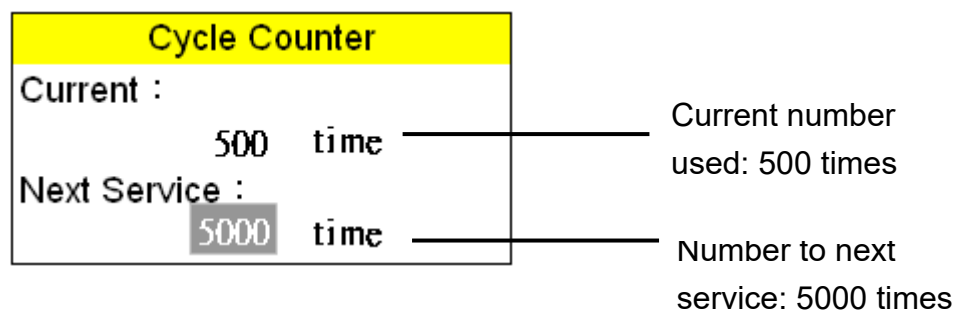 Cycle Counter
Current :
500 time
Current number
used: 500 times
Next Service :
5000 time
Number to next
service: 5000 times